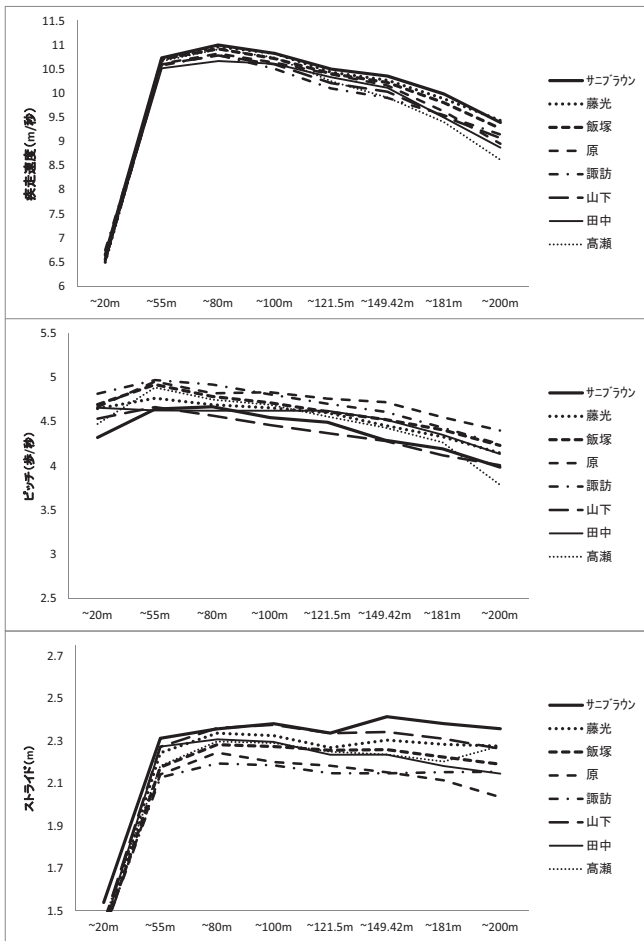 11.5
11
10.5
10
9.5
9
8.5
8
7.5
7
6.5
6
疾走速度(m/秒)
~20m ~55m ~80m ~100m ~121.5m ~149.42m ~181m ~200m
サニブラウン
藤光
飯塚
原
諏訪
山下
田中
髙瀬
5.5
5
4.5
4
3.5
3
2.5
ピッチ(歩/秒)
~20m ~55m ~80m ~100m ~121.5m ~149.42m ~181m ~200m
サニブラウン
藤光
飯塚
原
諏訪
山下
田中
髙瀬
2.7
2.5
2.3
2.1
1.9
1.7
1.5
ストライド(m)
~20m ~55m ~80m ~100m ~121.5m ~149.42m ~181m ~200m
サニブラウン
藤光
飯塚
原
諏訪
山下
田中
髙瀬